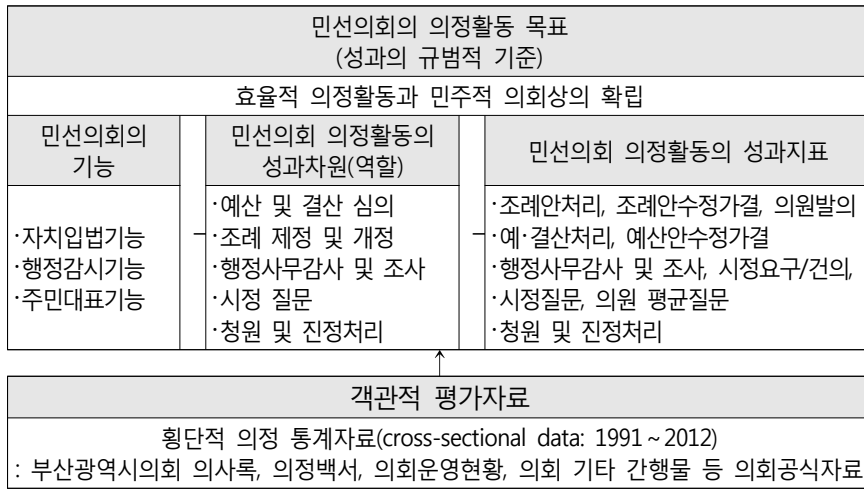 민선의회의 의정활동 목표
(성과의 규범적 기준)
효율적 의정활동과 민주적 의회상의 확립
민선의회의
기능
·자치입법기능
·행정감시기능
·주민대표기능
민선의회 의정활동의
성과차원(역할)
·예산 및 결산 심의
·조례 제정 및 개정
·행정사무감사 및 조사
·시정 질문
·청원 및 진정처리
민선의회 의정활동의 성과지표
·조례안처리, 조례안수정가결, 의원발의
·예·결산처리, 예산안수정가결
·행정사무감사 및 조사, 시정요구/건의,
·시정질문, 의원 평균질문
·청원 및 진정처리
객관적 평가자료
횡단적 의정 통계자료(cross-sectional data: 1991~2012)
: 부산광역시의회 의사록, 의정백서, 의회운영현황, 의회 기타 간행물 등 의회공식자료